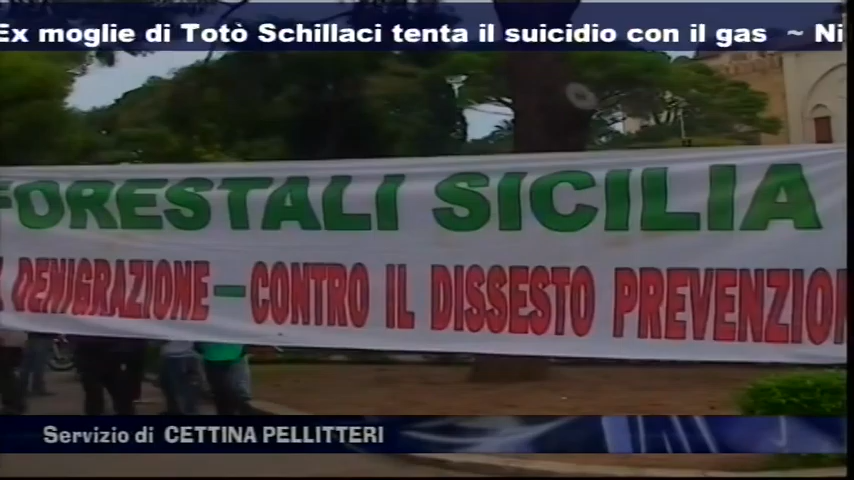 Ex moglie di Totò Schillaci tenta il suicidio con il gas ~ Ni
FORESTALI SICILIA
DENIGRAZIONE - CONTRO IL DISSESTO PREVENZION
Servizio di CETTINA PELLITTERI